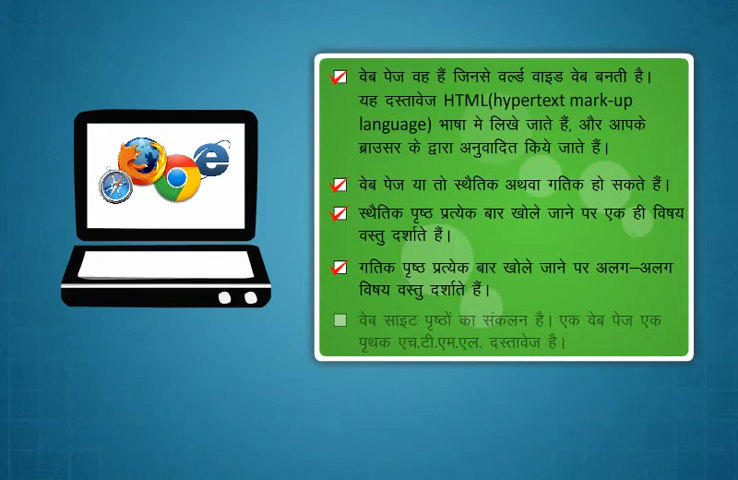 वेब पेज वह हैं जिनसे वर्ल्ड वाइड वेब बनती है।
यह दस्तावेज HTML(hypertext mark-up
language) भाषा मे लिखे जाते हैं, और आपके
ब्राउसर के द्वारा अनुवादित किये जाते हैं।
वेब पेज या तो स्थैतिक अथवा गतिक हो सकते हैं।
स्थैतिक पृष्ठ प्रत्येक बार खोले जाने पर एक ही विषय
वस्तु दर्शाते हैं।
गतिक पृष्ठ प्रत्येक बार खोले जाने पर अलग–अलग
विषय वस्तु दर्शाते हैं।
वेब साइट पृष्ठों का संकलन है। एक वेब पेज एक
पृथक एच.टी.एम.एल. दस्तावेज है।